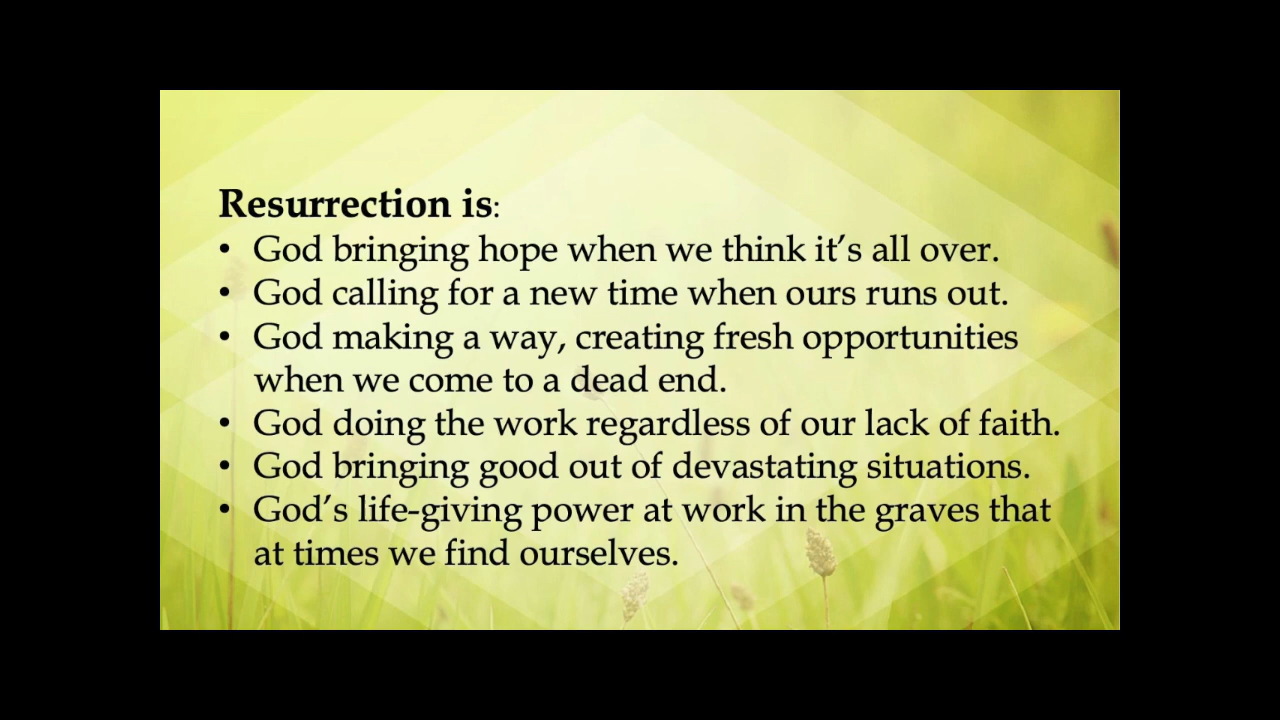 Resurrection is:
• God bringing hope when we think it’s all over.
• God calling for a new time when ours runs out.
• God making a way, creating fresh opportunities
when we come to a dead end.
• God doing the work regardless of our lack of faith.
• God bringing good out of devastating situations.
• God’s life-giving power at work in the graves that
at times we find ourselves.